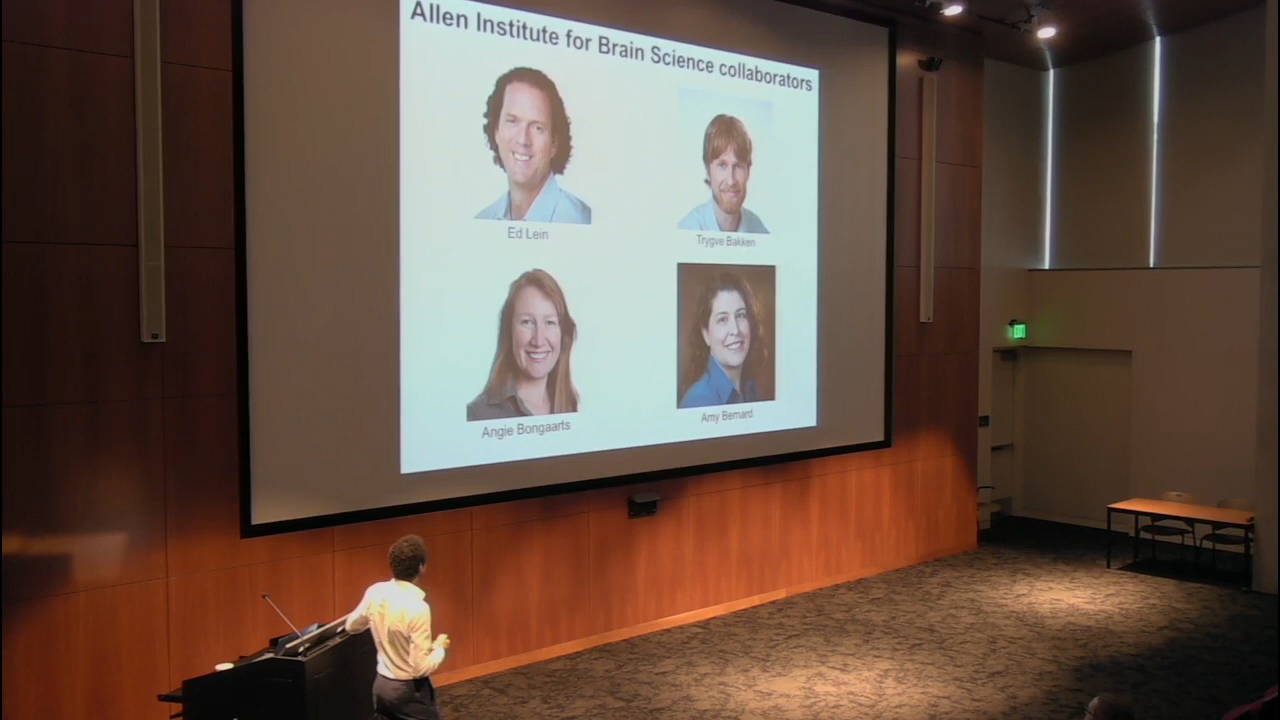 Allen Institute for Brain Science collaborators
Ed Lein
Trygve Bakken
Angie Bongaarts
Amy Bernard